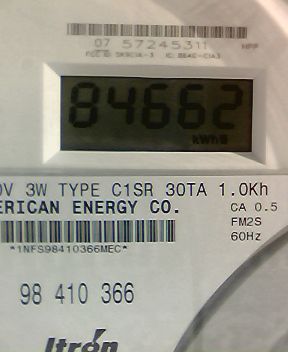 07 57245311
84662
kWh
0V 3W TYPE C1SR 30TA 1.0Kh
ERICAN ENERGY CO. CA 0.5
FM2S
60Hz
*1NFS98410366MEC*
98 410 366
Itron